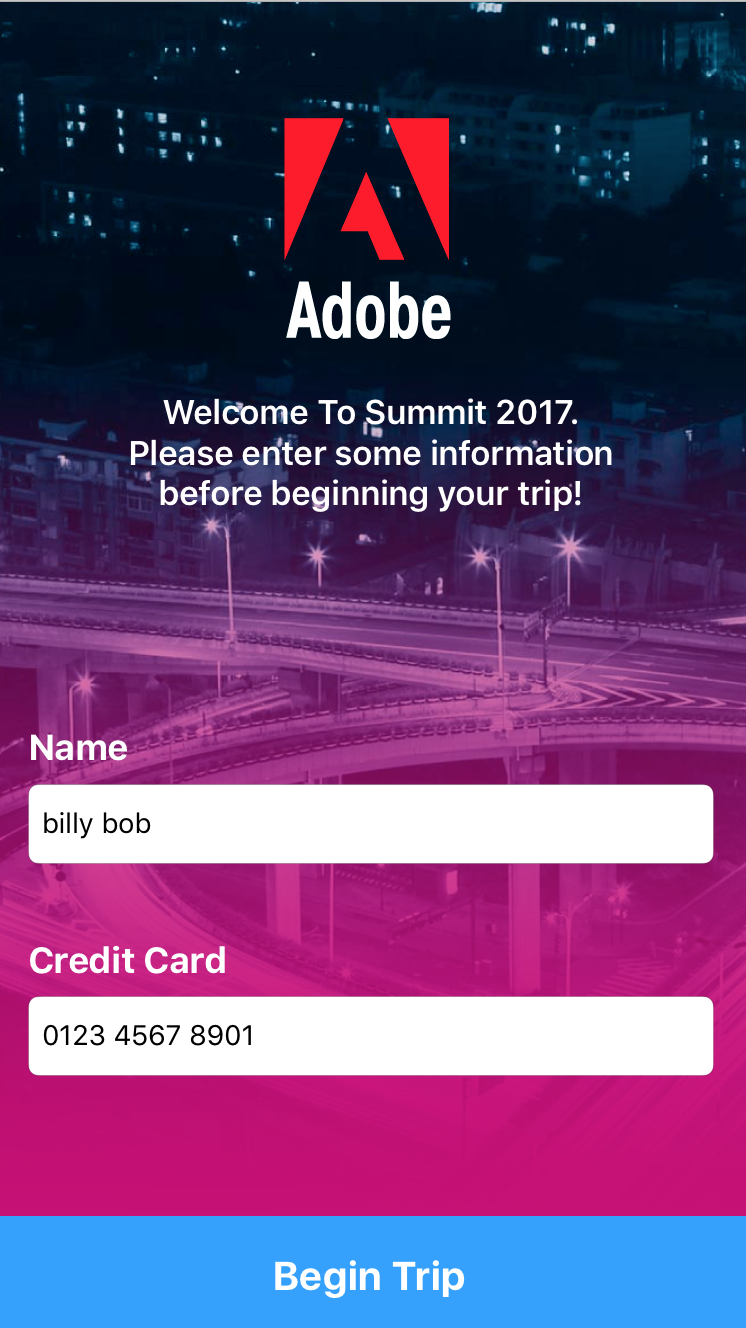 Adobe
Welcome To Summit 2017.
Please enter some information
before beginning your trip!
Name
billy bob
Credit Card
0123 4567 8901
Begin Trip